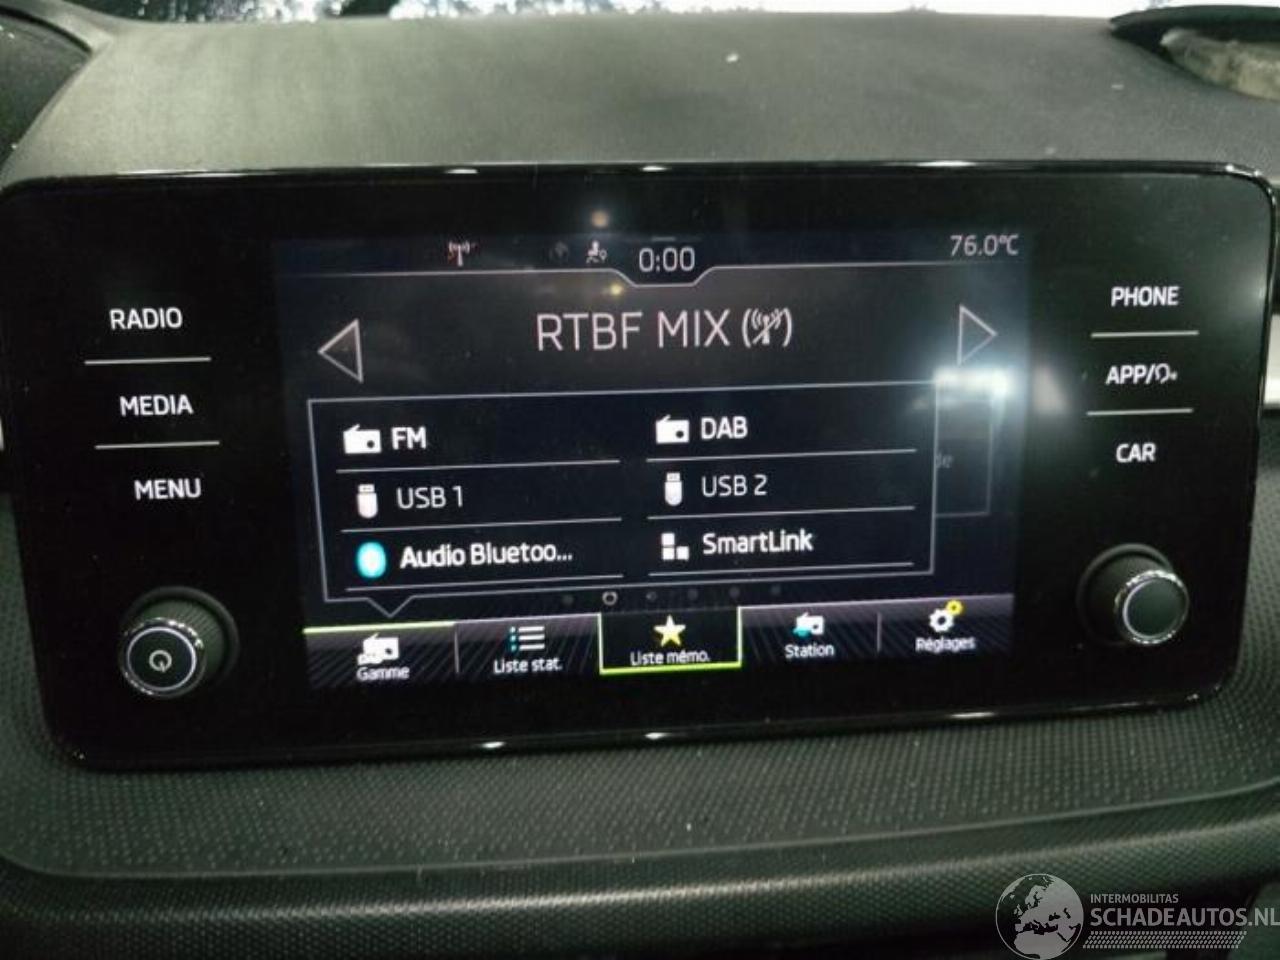 0:00
76.0°C
RTBF MIX
RADIO
MEDIA
MENU
PHONE
APP/
CAR
FM
DAB
USB 1
USB 2
Audio Bluetoo...
SmartLink
de
Gamme
Liste stat.
Liste mémo.
Station
Réglages
INTERMOBILITAS
SCHADEAUTOS.NL